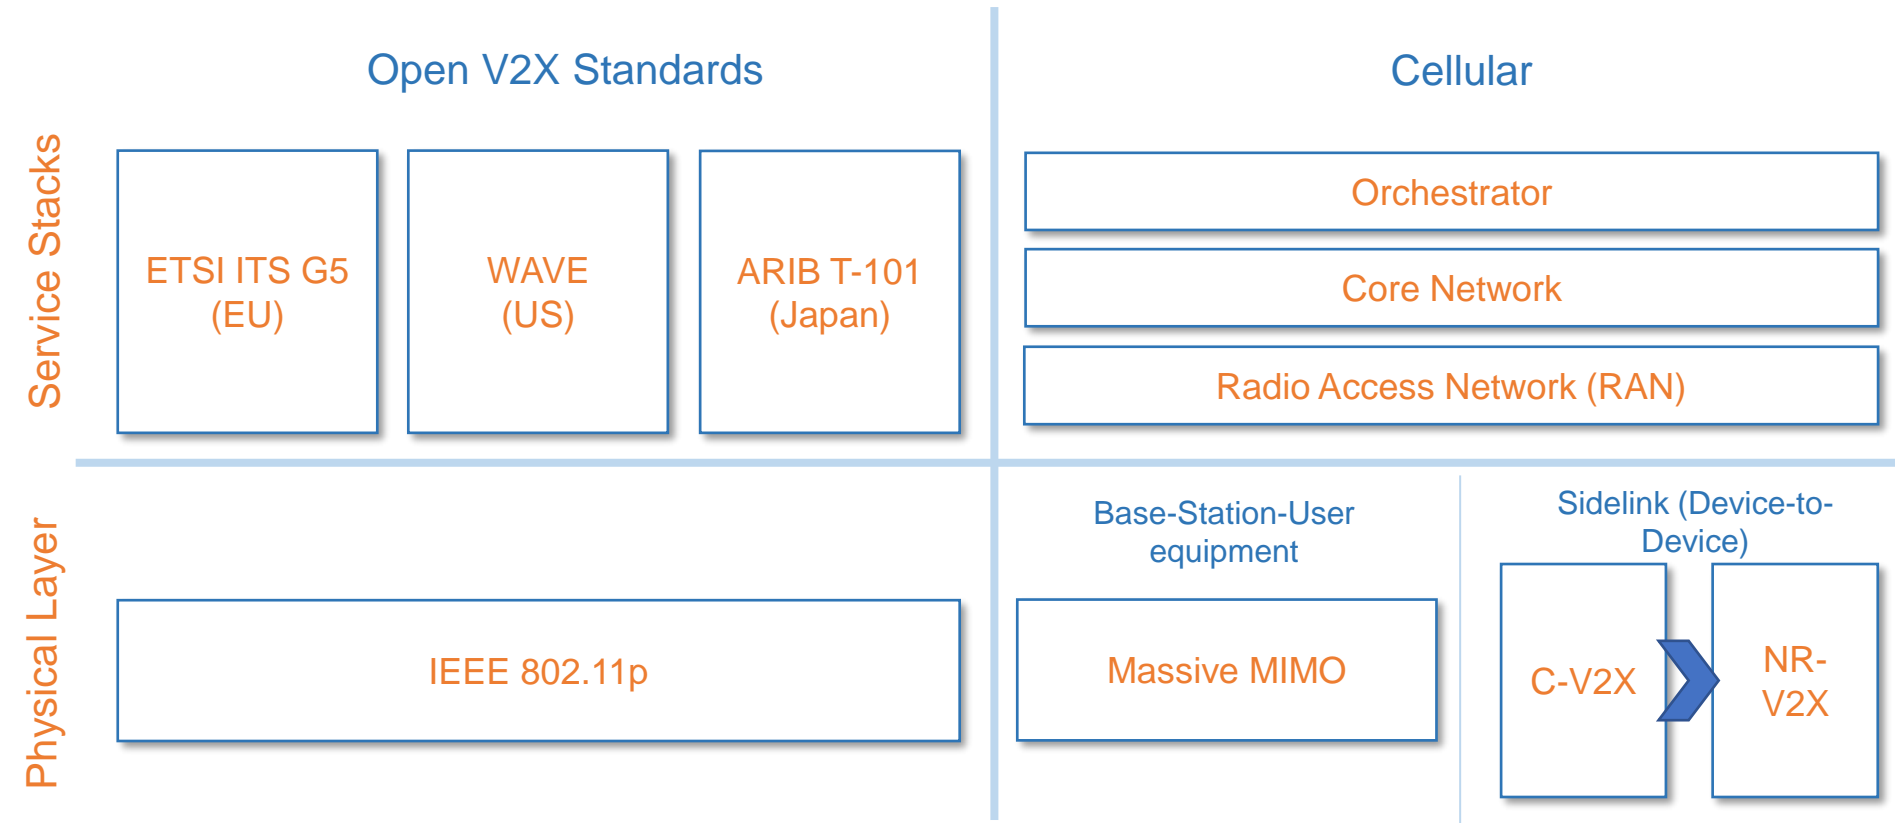 Open V2X Standards
Cellular
Service Stacks
ETSI ITS G5
(EU)
WAVE
(US)
ARIB T-101
(Japan)
Orchestrator
Core Network
Radio Access Network (RAN)
Physical Layer
IEEE 802.11p
Base-Station-User
equipment
Massive MIMO
Sidelink (Device-to-
Device)
C-V2X
NR-
V2X